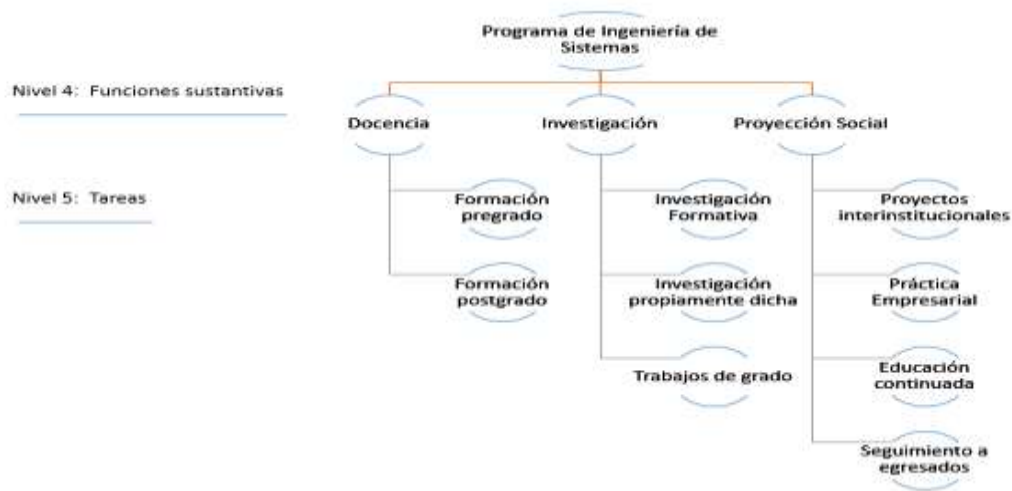 Programa de Ingeniería de
Sistemas
Nivel 4: Funciones sustantivas
Docencia
Investigación
Proyección Social
Nivel 5: Tareas
Formación
pregrado
Investigación
Formativa
Proyectos
interinstitucionales
Formación
postgrado
Investigación
propiamente dicha
Práctica
Empresarial
Trabajos de grado
Educación
continuada
Seguimiento a
egresados